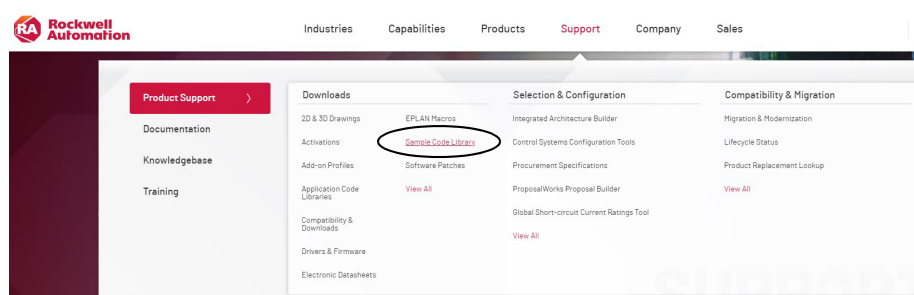 RA Rockwell
Automation
Industries Capabilities Products Support Company Sales
Product Support 〉
Documentation
Knowledgebase
Training
Downloads
2D & 3D Drawings
Activations
Add-on Profiles
Application Code
Libraries
Compatibility &
Downloads
Drivers & Firmware
Electronic Datasheets
EPLAN Macros
Sample Code Library
Software Patches
View All
Selection & Configuration
Integrated Architecture Builder
Control Systems Configuration Tools
Procurement Specifications
ProposalWorks Proposal Builder
Global Short-circuit Current Ratings Tool
View All
Compatibility & Migration
Migration & Modernization
Lifecycle Status
Product Replacement Lookup
View All
SUPPORT